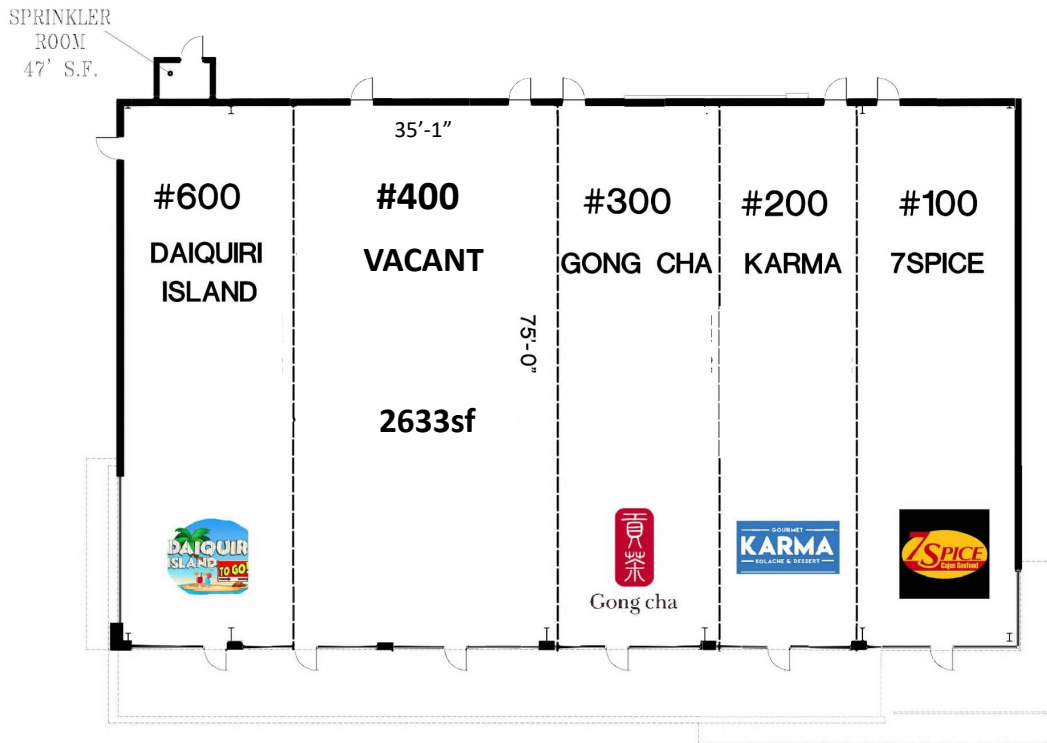 SPRINKLER
ROOM
47' S.F.
35'-1"
#600
#400
#300
#200
#100
DAIQUIRI
ISLAND
VACANT
GONG CHA
KARMA
7SPICE
75'-0"
2633sf
DAIQUIR
ISLAND
TO GO!
貢茶
Gong cha
GOURMET
KARMA
KOLACHE & DESSERT
7SPICE
Cajun Seafood